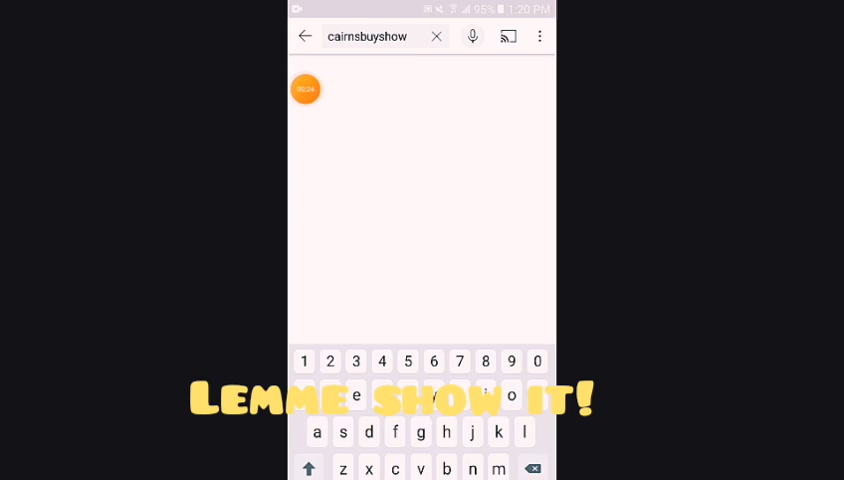 95% 1:20 PM
cairnsbuyshow
00:24
1 2 3 4 5 6 7 8 9 0
e o
Lemme show it!
a s d f g h j k l
z x c v b n m